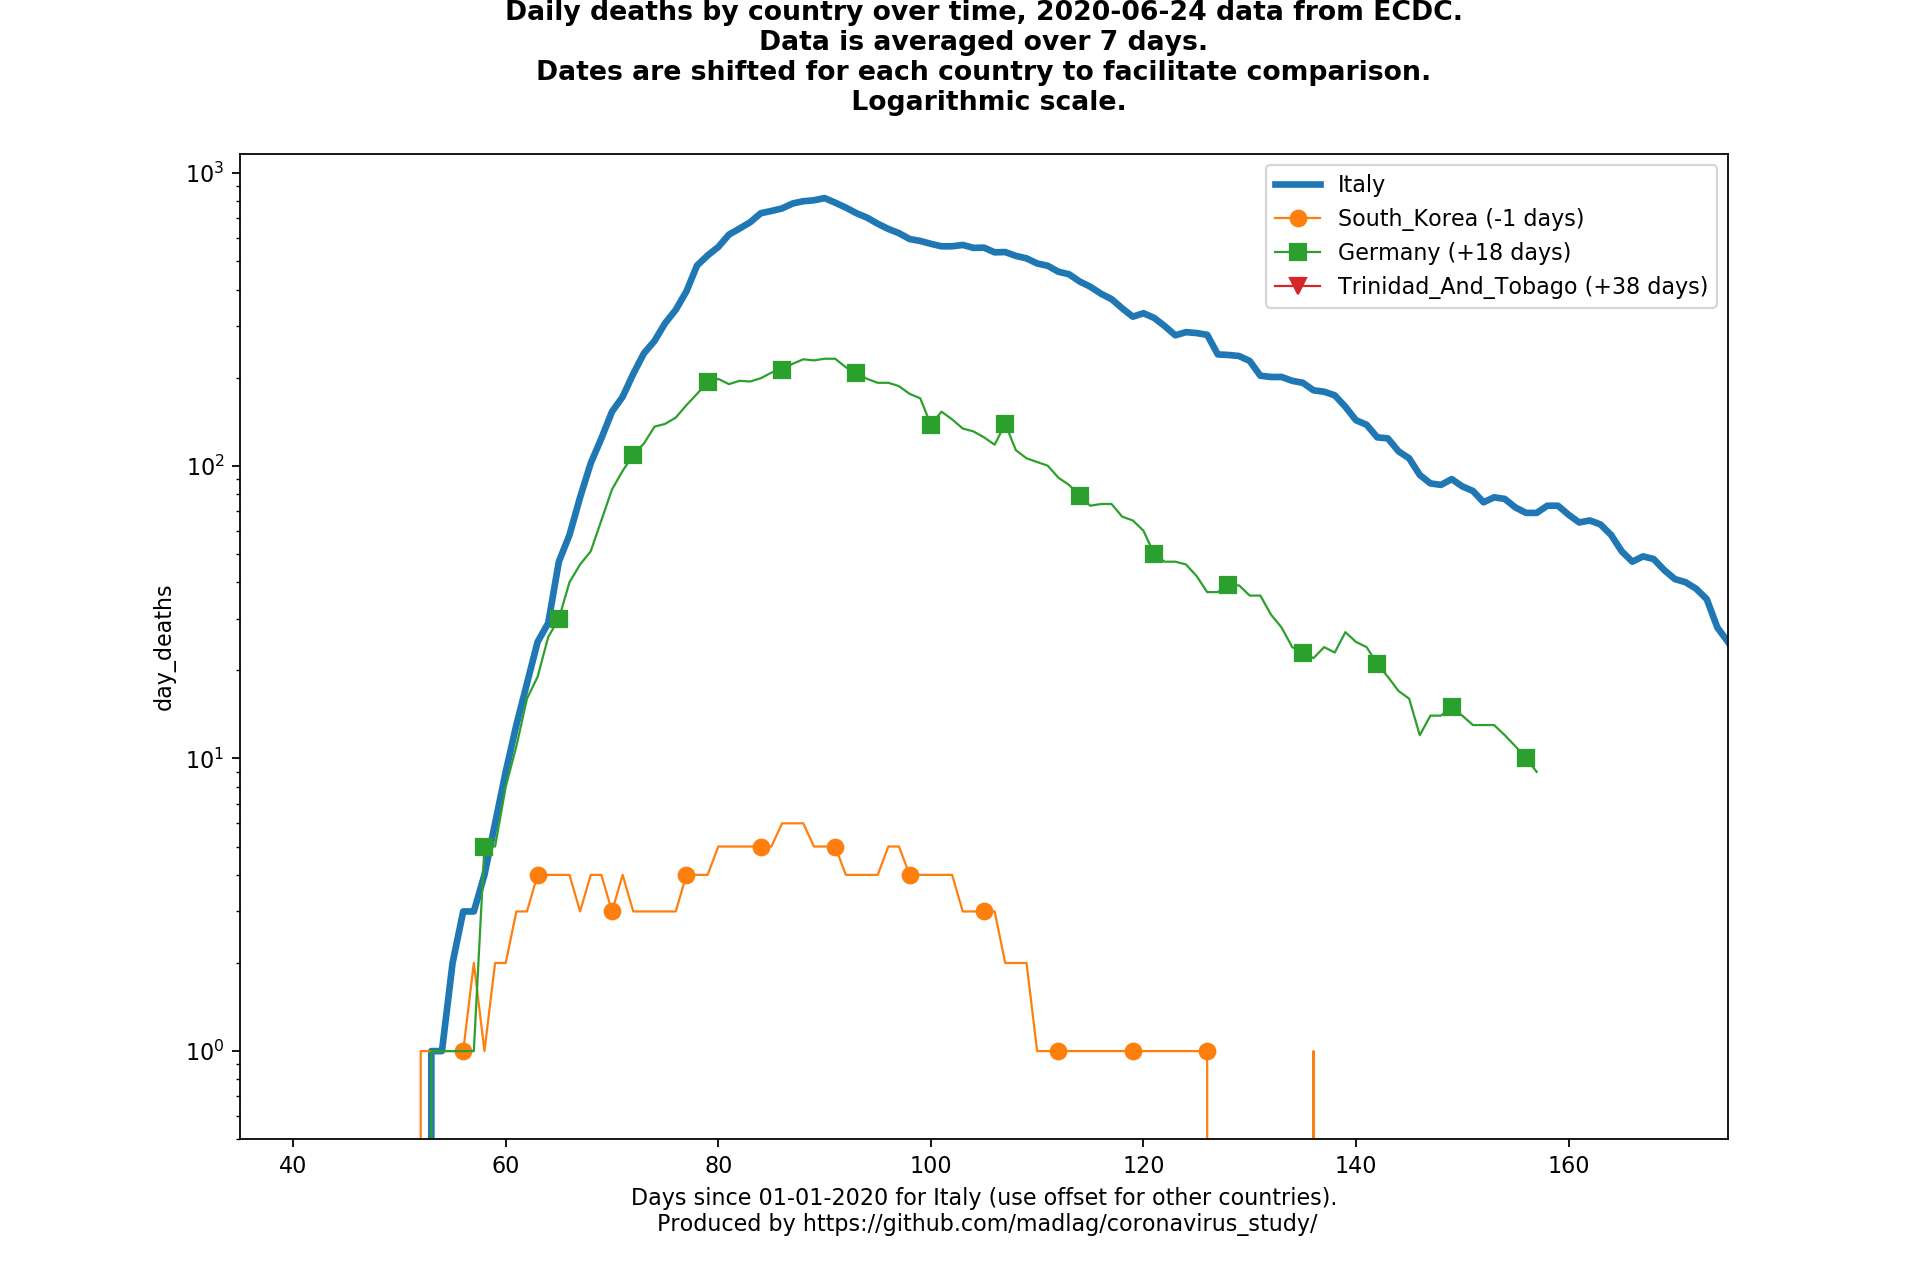 Daily deaths by country over time, 2020-06-24 data from ECDC.
Data is averaged over 7 days.
Dates are shifted for each country to facilitate comparison.
Logarithmic scale.
10³
10²
10¹
10⁰
day_deaths
Italy
South_Korea (-1 days)
Germany (+18 days)
Trinidad_And_Tobago (+38 days)
40 60 80 100 120 140 160
Days since 01-01-2020 for Italy (use offset for other countries).
Produced by https://github.com/madlag/coronavirus_study/